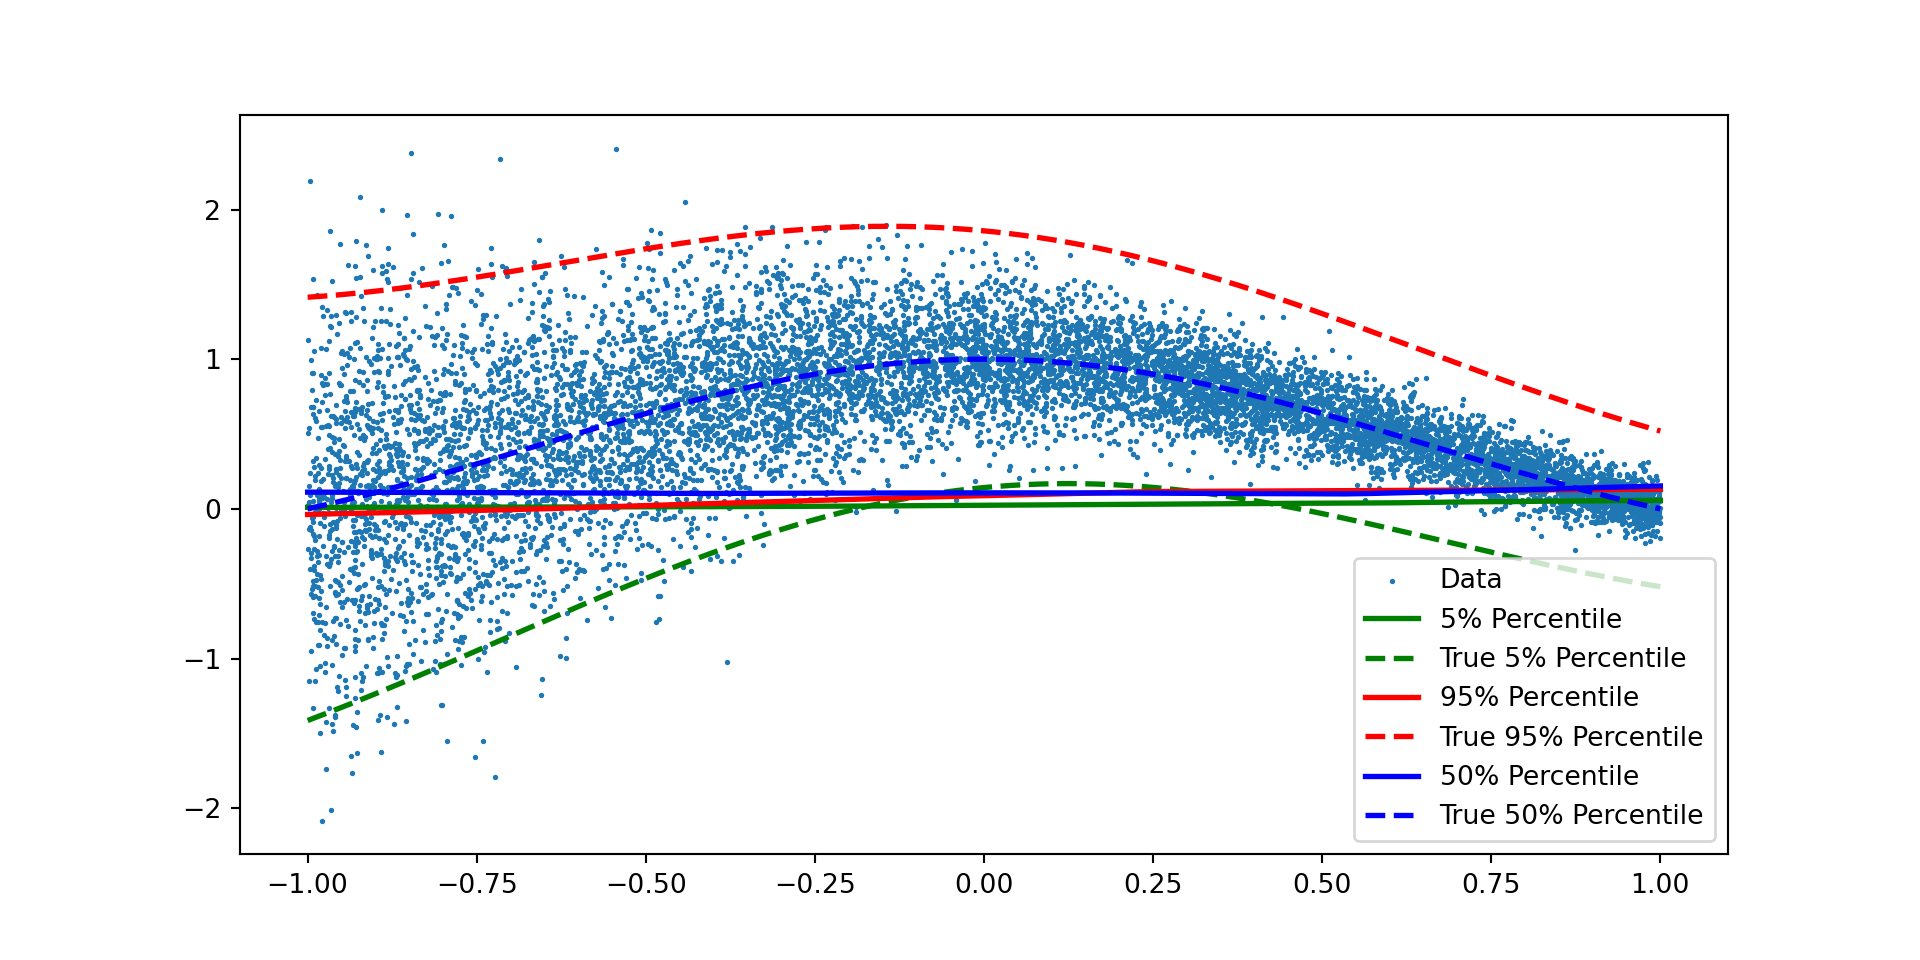 2
1
0
−1
−2
−1.00 −0.75 −0.50 −0.25 0.00 0.25 0.50 0.75 1.00
Data
5% Percentile
True 5% Percentile
95% Percentile
True 95% Percentile
50% Percentile
True 50% Percentile